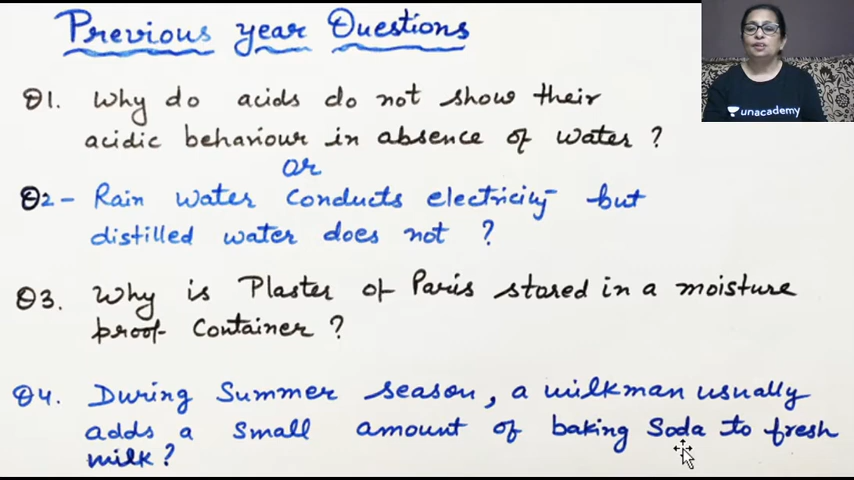 Previous year Questions
Q1. Why do acids do not show their
acidic behaviour in absence of water ?
or
Q2- Rain water conducts electricity but
distilled water does not ?
Q3. Why is Plaster of Paris stored in a moisture
proof container ?
Q4. During Summer season, a milkman usually
adds a small amount of baking Soda to fresh
milk ?
unacademy